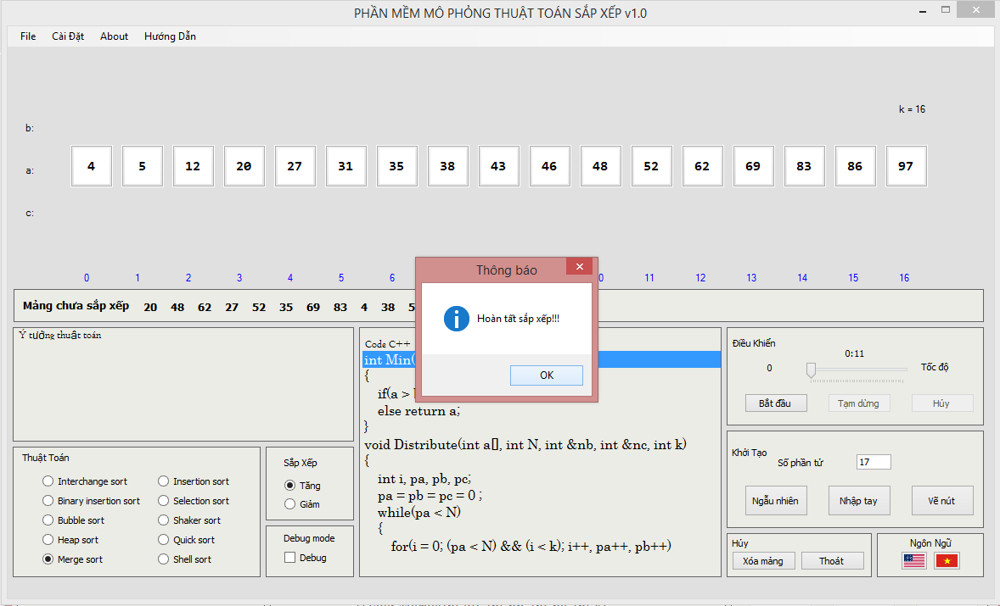 PHẦN MỀM MÔ PHỎNG THUẬT TOÁN SẮP XẾP v1.0
File Cài Đặt About Hướng Dẫn
k = 16
b:
a: 4 5 12 20 27 31 35 38 43 46 48 52 62 69 83 86 97
c:
0 1 2 3 4 5 6 0 11 12 13 14 15 16
Mảng chưa sắp xếp 20 48 62 27 52 35 69 83 4 38 5
Thông báo
Hoàn tất sắp xếp!!!
OK
Ý tưởng thuật toán
Code C++
int Min(
{
if(a >
else return a;
}
void Distribute(int a[], int N, int &nb, int &nc, int k)
{
int i, pa, pb, pc;
pa = pb = pc = 0 ;
while(pa < N)
{
for(i = 0; (pa < N) && (i < k); i++, pa++, pb++)
Điều Khiển
0:11
0 Tốc độ
Bắt đầu Tạm dừng Hủy
Thuật Toán
Interchange sort Insertion sort
Binary insertion sort Selection sort
Bubble sort Shaker sort
Heap sort Quick sort
Merge sort Shell sort
Sắp Xếp
Tăng
Giảm
Debug mode
Debug
Khởi Tạo
Số phần tử 17
Ngẫu nhiên Nhập tay Vẽ nút
Hủy
Xóa mảng Thoát
Ngôn Ngữ